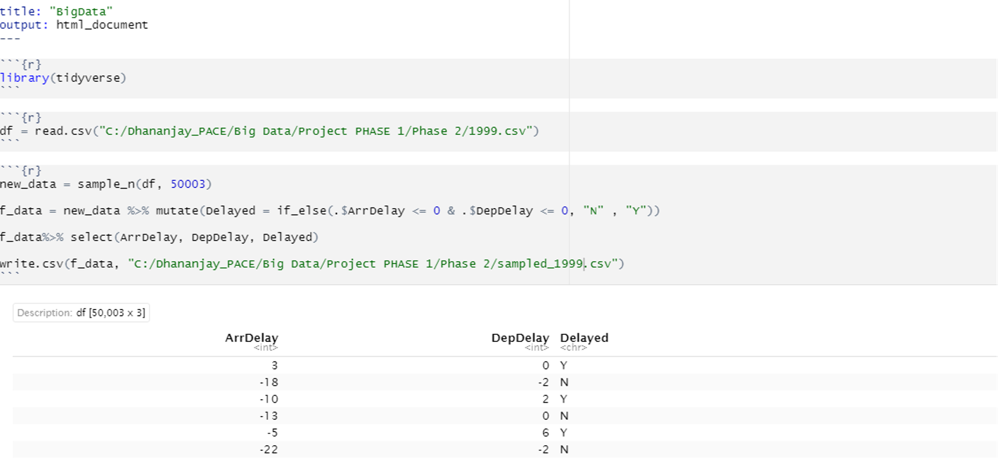 title: "BigData"
output: html_document
---
```{r}
library(tidyverse)
```
```{r}
df = read.csv("C:/Dhananjay_PACE/Big Data/Project PHASE 1/Phase 2/1999.csv")
```
```{r}
new_data = sample_n(df, 50003)
f_data = new_data %>% mutate(Delayed = if_else(.$ArrDelay <= 0 & .$DepDelay <= 0, "N" , "Y"))
f_data%>% select(ArrDelay, DepDelay, Delayed)
write.csv(f_data, "C:/Dhananjay_PACE/Big Data/Project PHASE 1/Phase 2/sampled_1999.csv")
```
Description: df [50,003 x 3]
ArrDelay DepDelay Delayed
<int> <int> <chr>
3 0 Y
-18 -2 N
-10 2 Y
-13 0 N
-5 6 Y
-22 -2 N